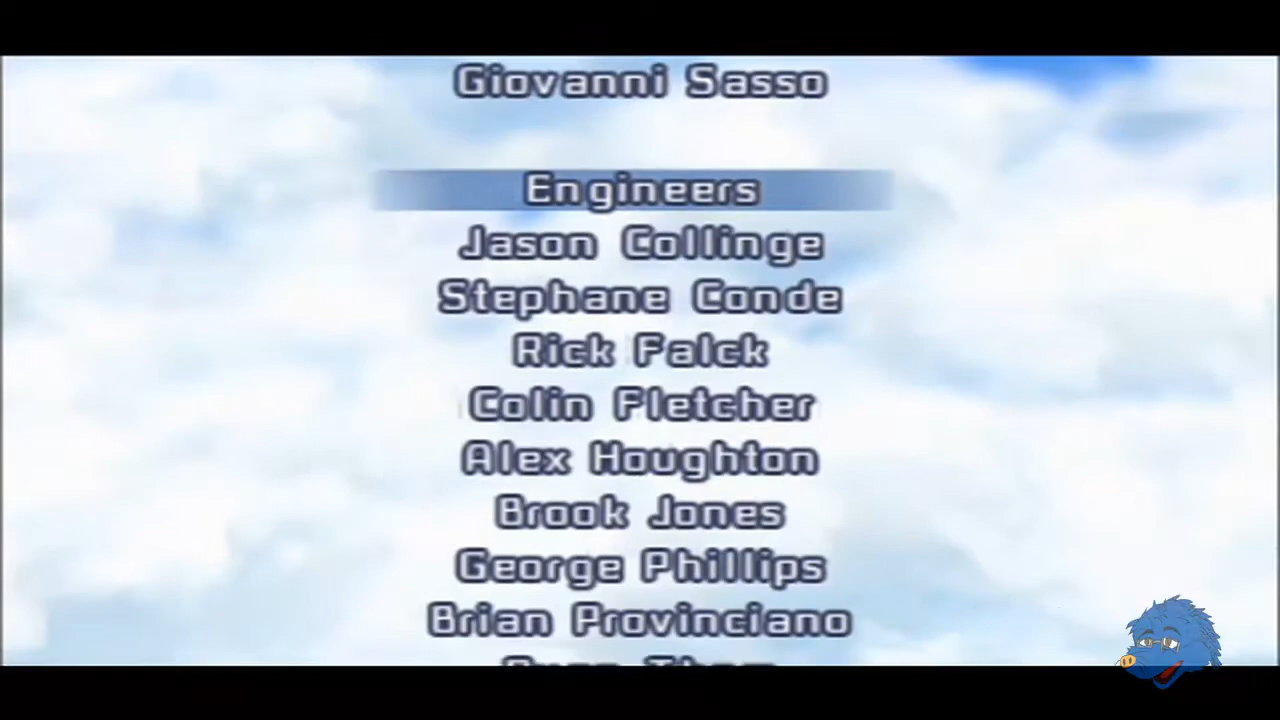 Giovanni Sasso
Engineers
Jason Collinge
Stephane Conde
Rick Falck
Colin Fletcher
Alex Houghton
Brook Jones
George Phillips
Brian Provinciano